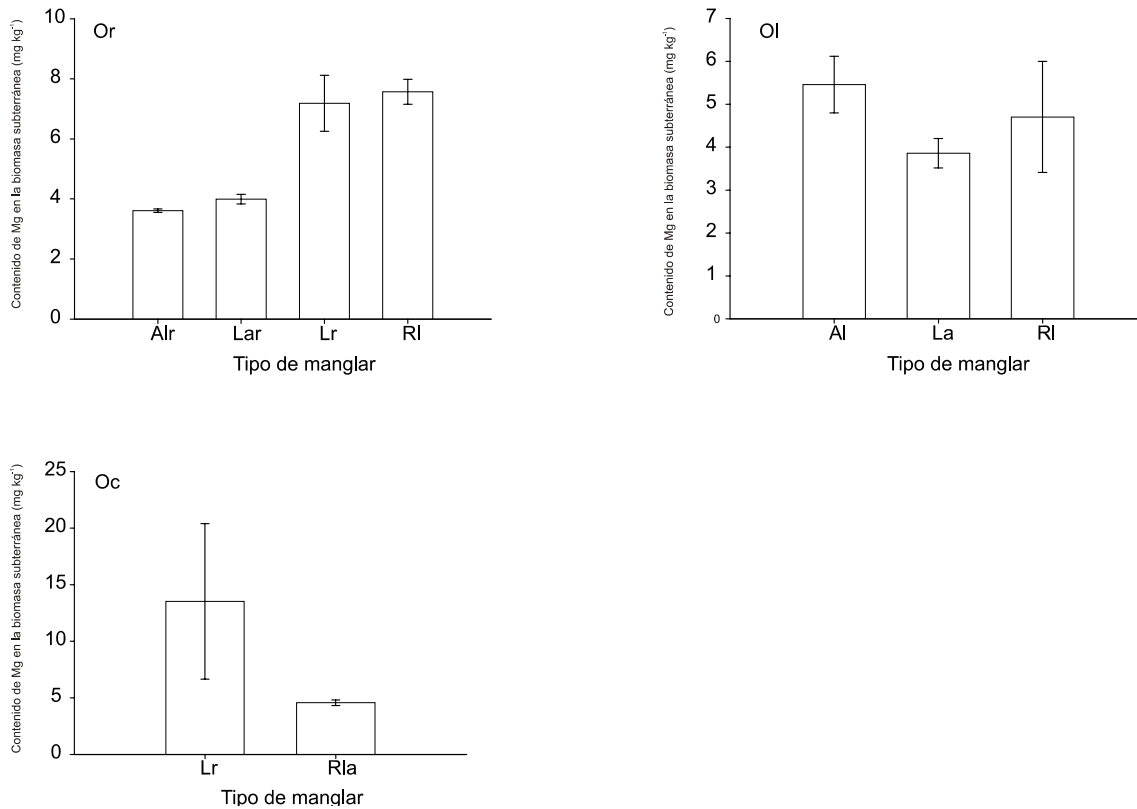 Contenido de Mg en la biomasa subterránea (mg kg⁻¹)
Or
10
8
6
4
2
0
Alr Lar Lr Rl
Tipo de manglar
Contenido de Mg en la biomasa subterránea (mg kg⁻¹)
Ol
7
6
5
4
3
2
1
0
Al La Rl
Tipo de manglar
Contenido de Mg en la biomasa subterránea (mg kg⁻¹)
Oc
25
20
15
10
5
0
Lr Rla
Tipo de manglar